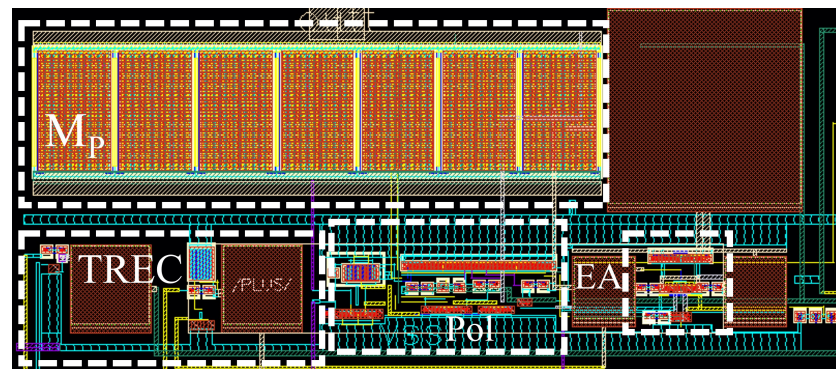 MP
TREC
/PLUS/
EA
Pol
VSS